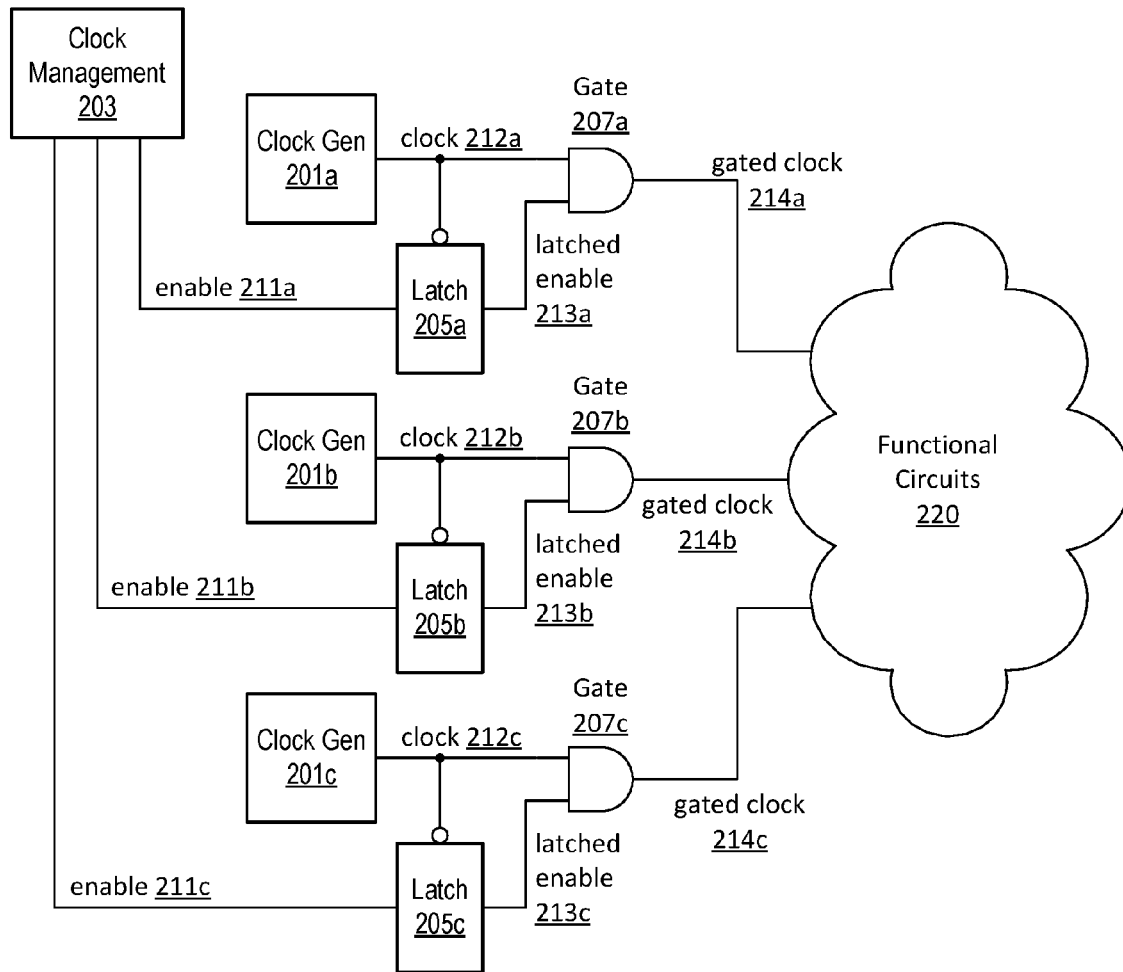 Clock
Management
203
Clock Gen
201a
clock 212a
Gate
207a
gated clock
214a
enable 211a
Latch
205a
latched
enable
213a
Clock Gen
201b
clock 212b
Gate
207b
gated clock
214b
enable 211b
Latch
205b
latched
enable
213b
Functional
Circuits
220
Clock Gen
201c
clock 212c
Gate
207c
gated clock
214c
enable 211c
Latch
205c
latched
enable
213c